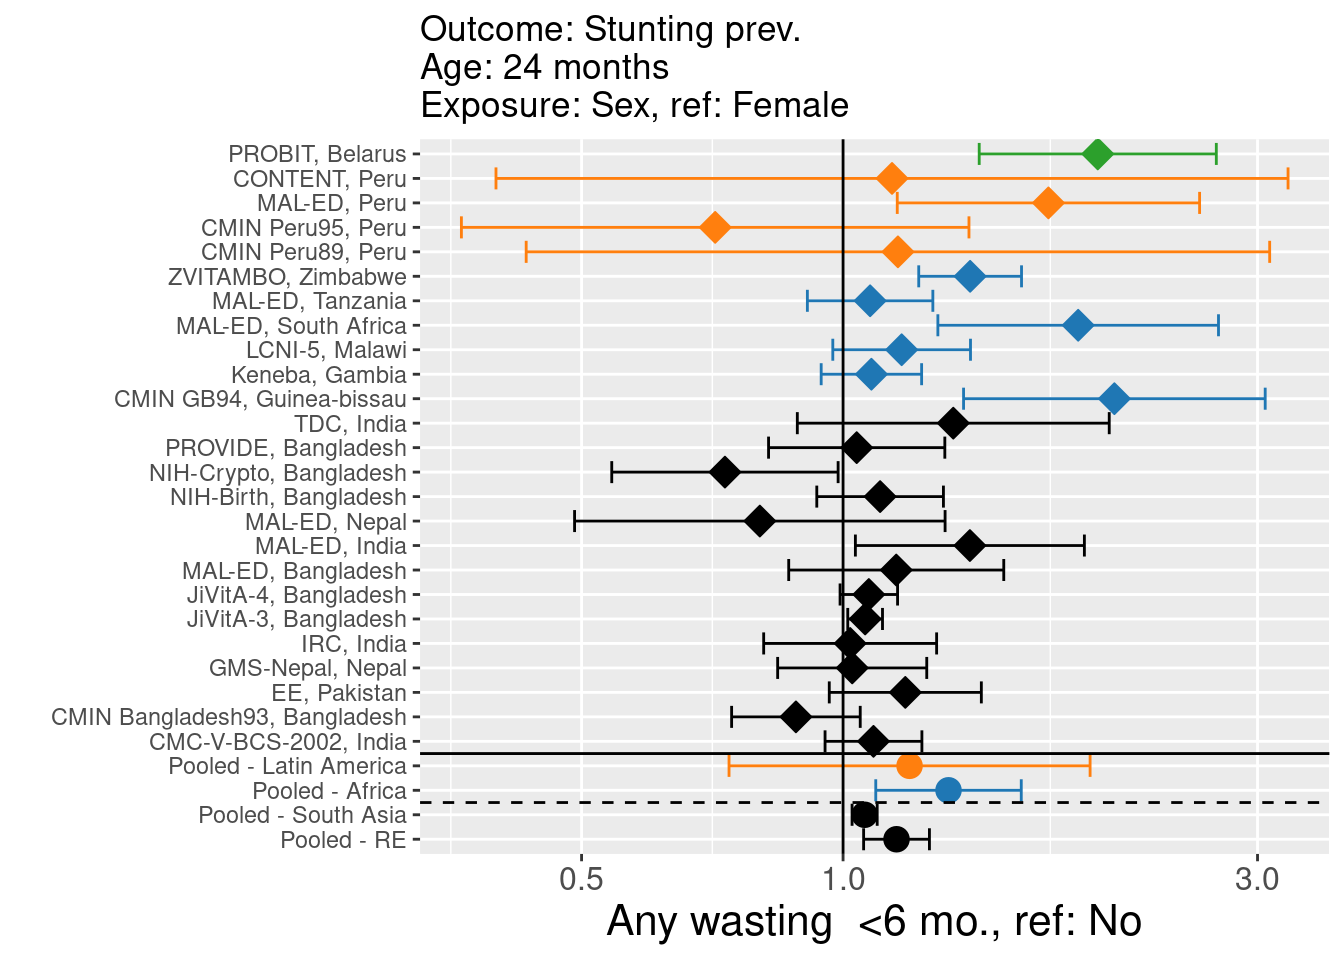 Outcome: Stunting prev.
Age: 24 months
Exposure: Sex, ref: Female
PROBIT, Belarus
CONTENT, Peru
MAL-ED, Peru
CMIN Peru95, Peru
CMIN Peru89, Peru
ZVITAMBO, Zimbabwe
MAL-ED, Tanzania
MAL-ED, South Africa
LCNI-5, Malawi
Keneba, Gambia
CMIN GB94, Guinea-bissau
TDC, India
PROVIDE, Bangladesh
NIH-Crypto, Bangladesh
NIH-Birth, Bangladesh
MAL-ED, Nepal
MAL-ED, India
MAL-ED, Bangladesh
JiVitA-4, Bangladesh
JiVitA-3, Bangladesh
IRC, India
GMS-Nepal, Nepal
EE, Pakistan
CMIN Bangladesh93, Bangladesh
CMC-V-BCS-2002, India
Pooled - Latin America
Pooled - Africa
Pooled - South Asia
Pooled - RE
0.5 1.0 3.0
Any wasting  <6 mo., ref: No